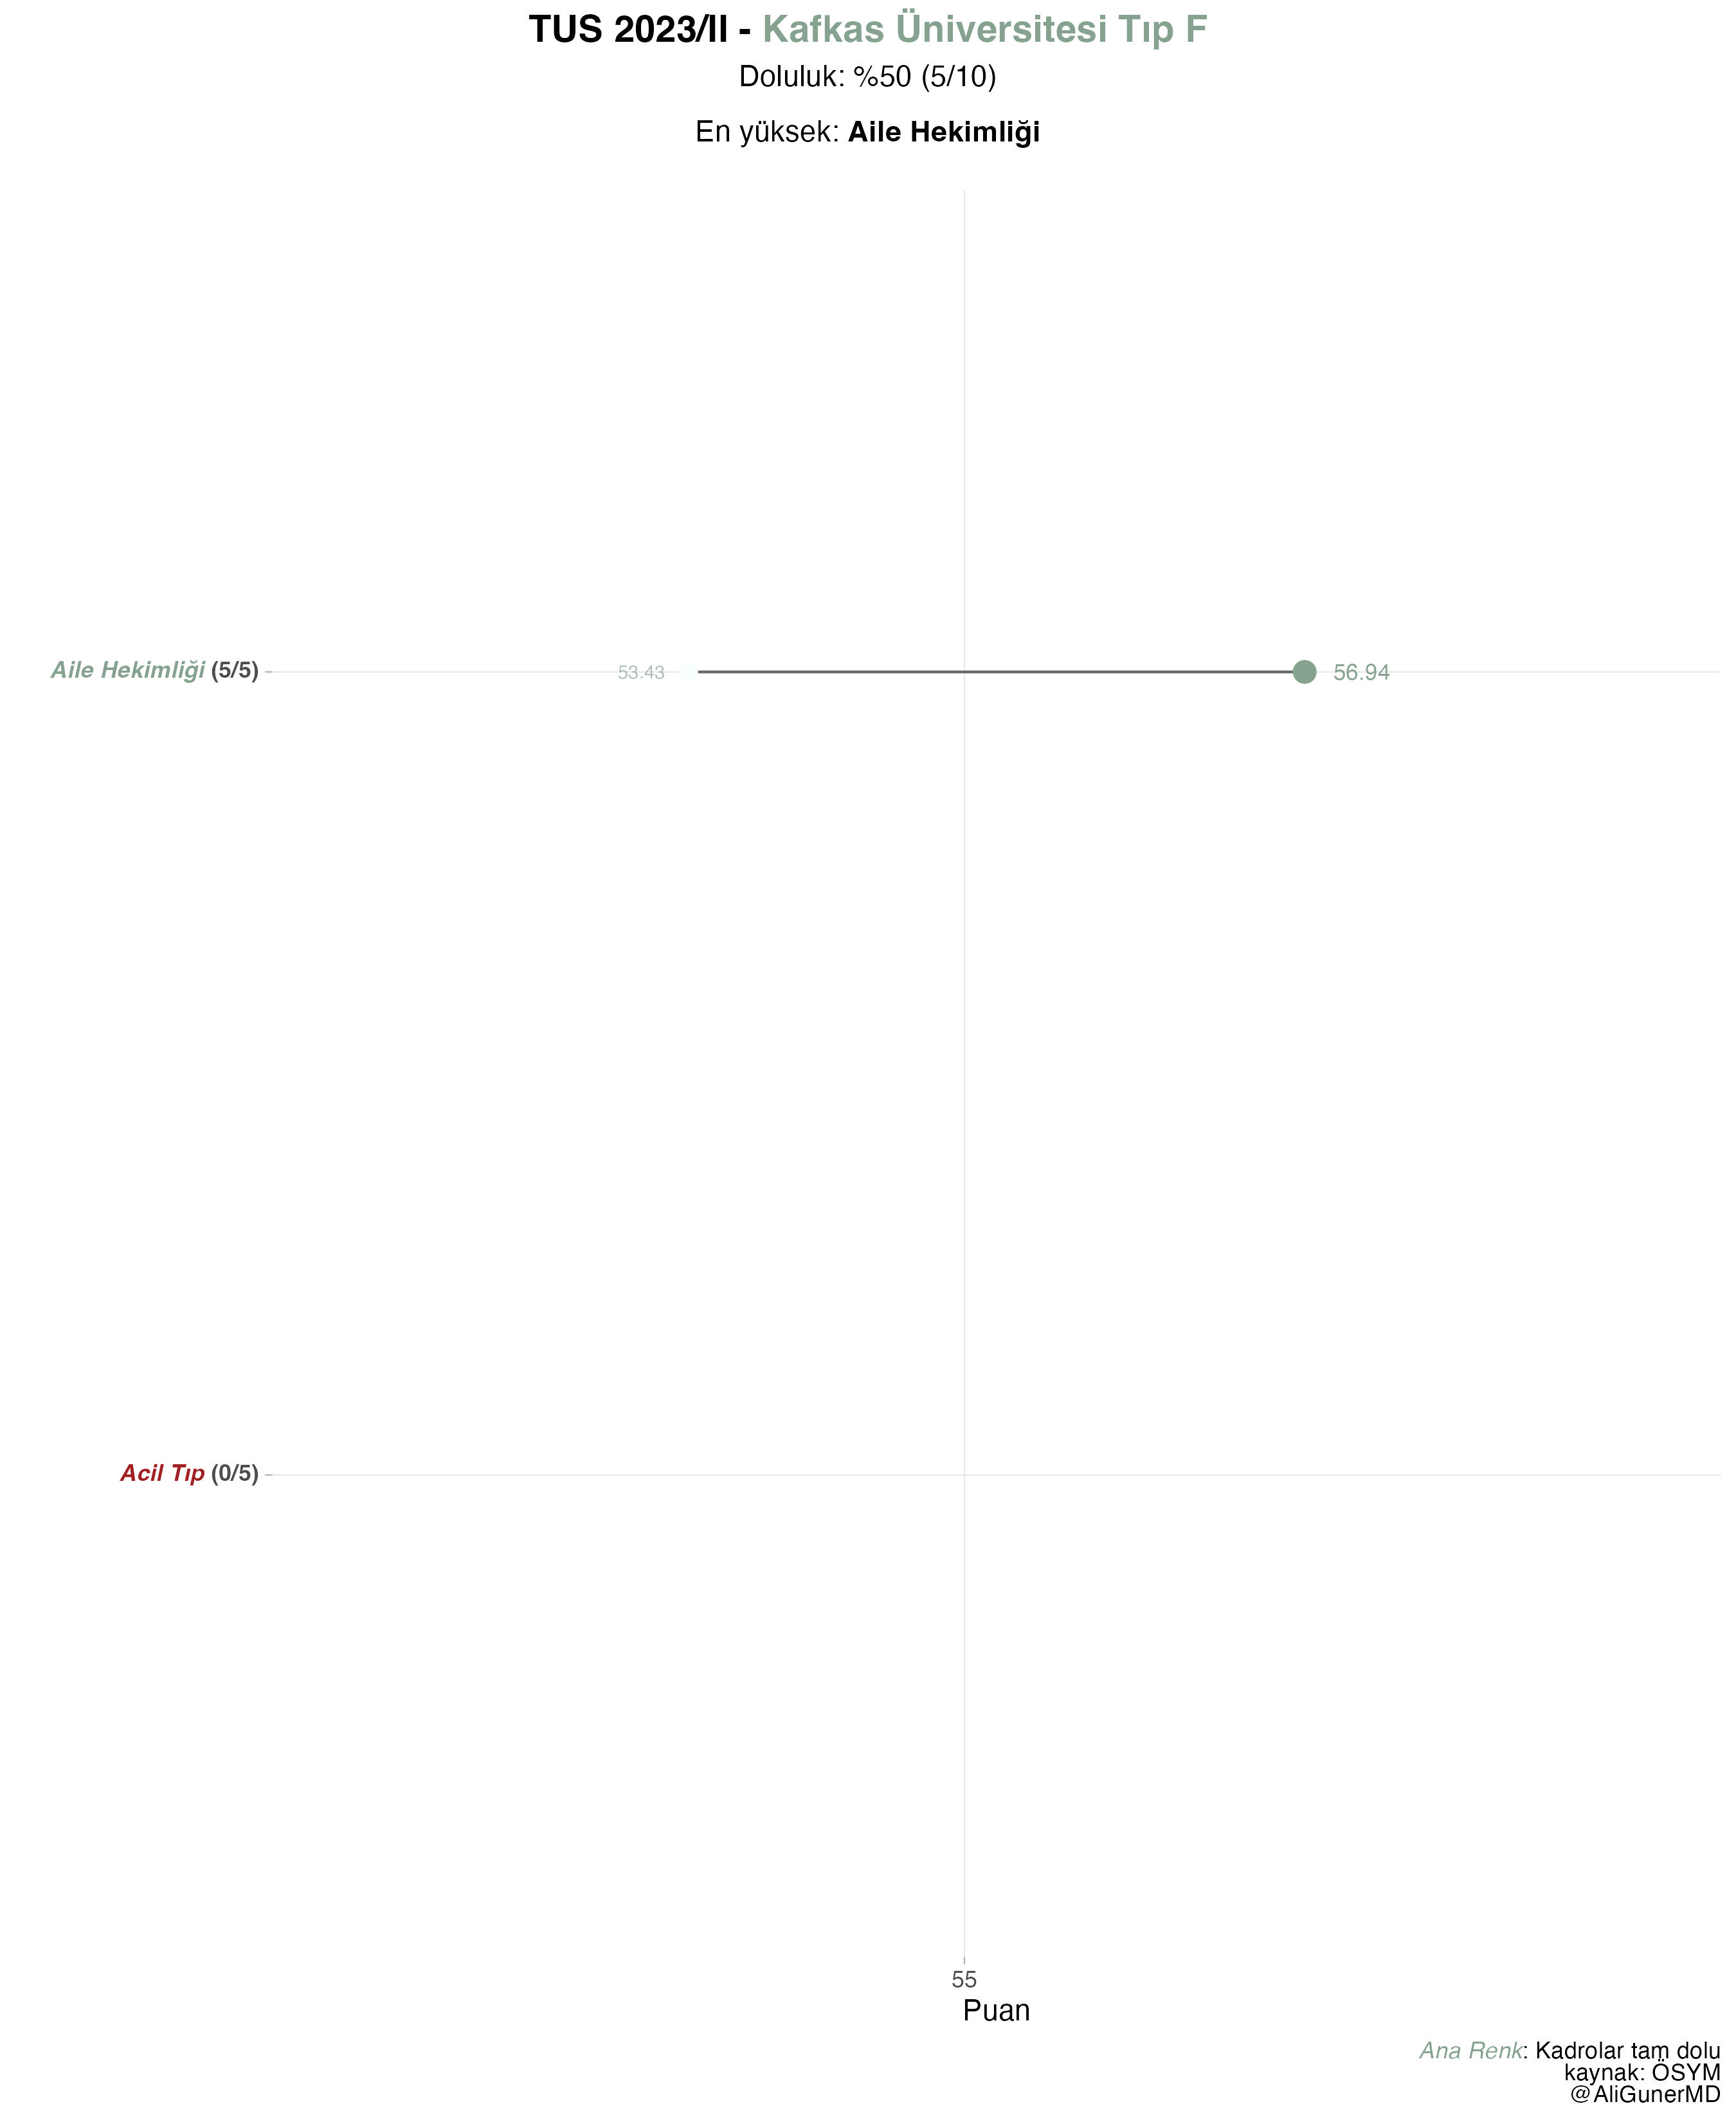 TUS 2023/II - Kafkas Üniversitesi Tıp F
Doluluk: %50 (5/10)
En yüksek: Aile Hekimliği
Aile Hekimliği (5/5)
53.43
56.94
Acil Tıp (0/5)
55
Puan
Ana Renk: Kadrolar tam dolu
kaynak: ÖSYM
@AliGunerMD